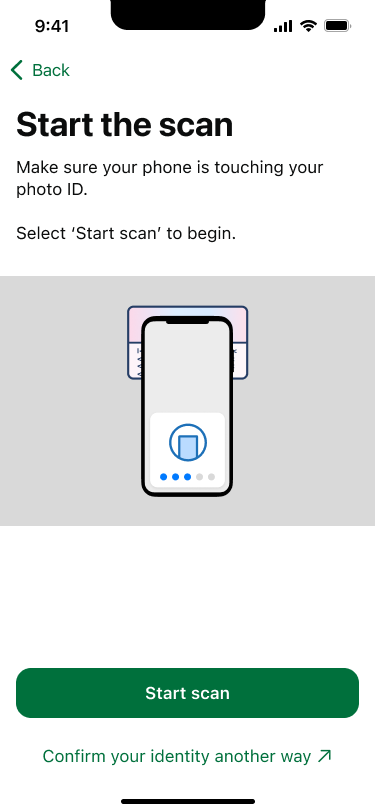 9:41
Back
Start the scan
Make sure your phone is touching your
photo ID.
Select ‘Start scan’ to begin.
Start scan
Confirm your identity another way